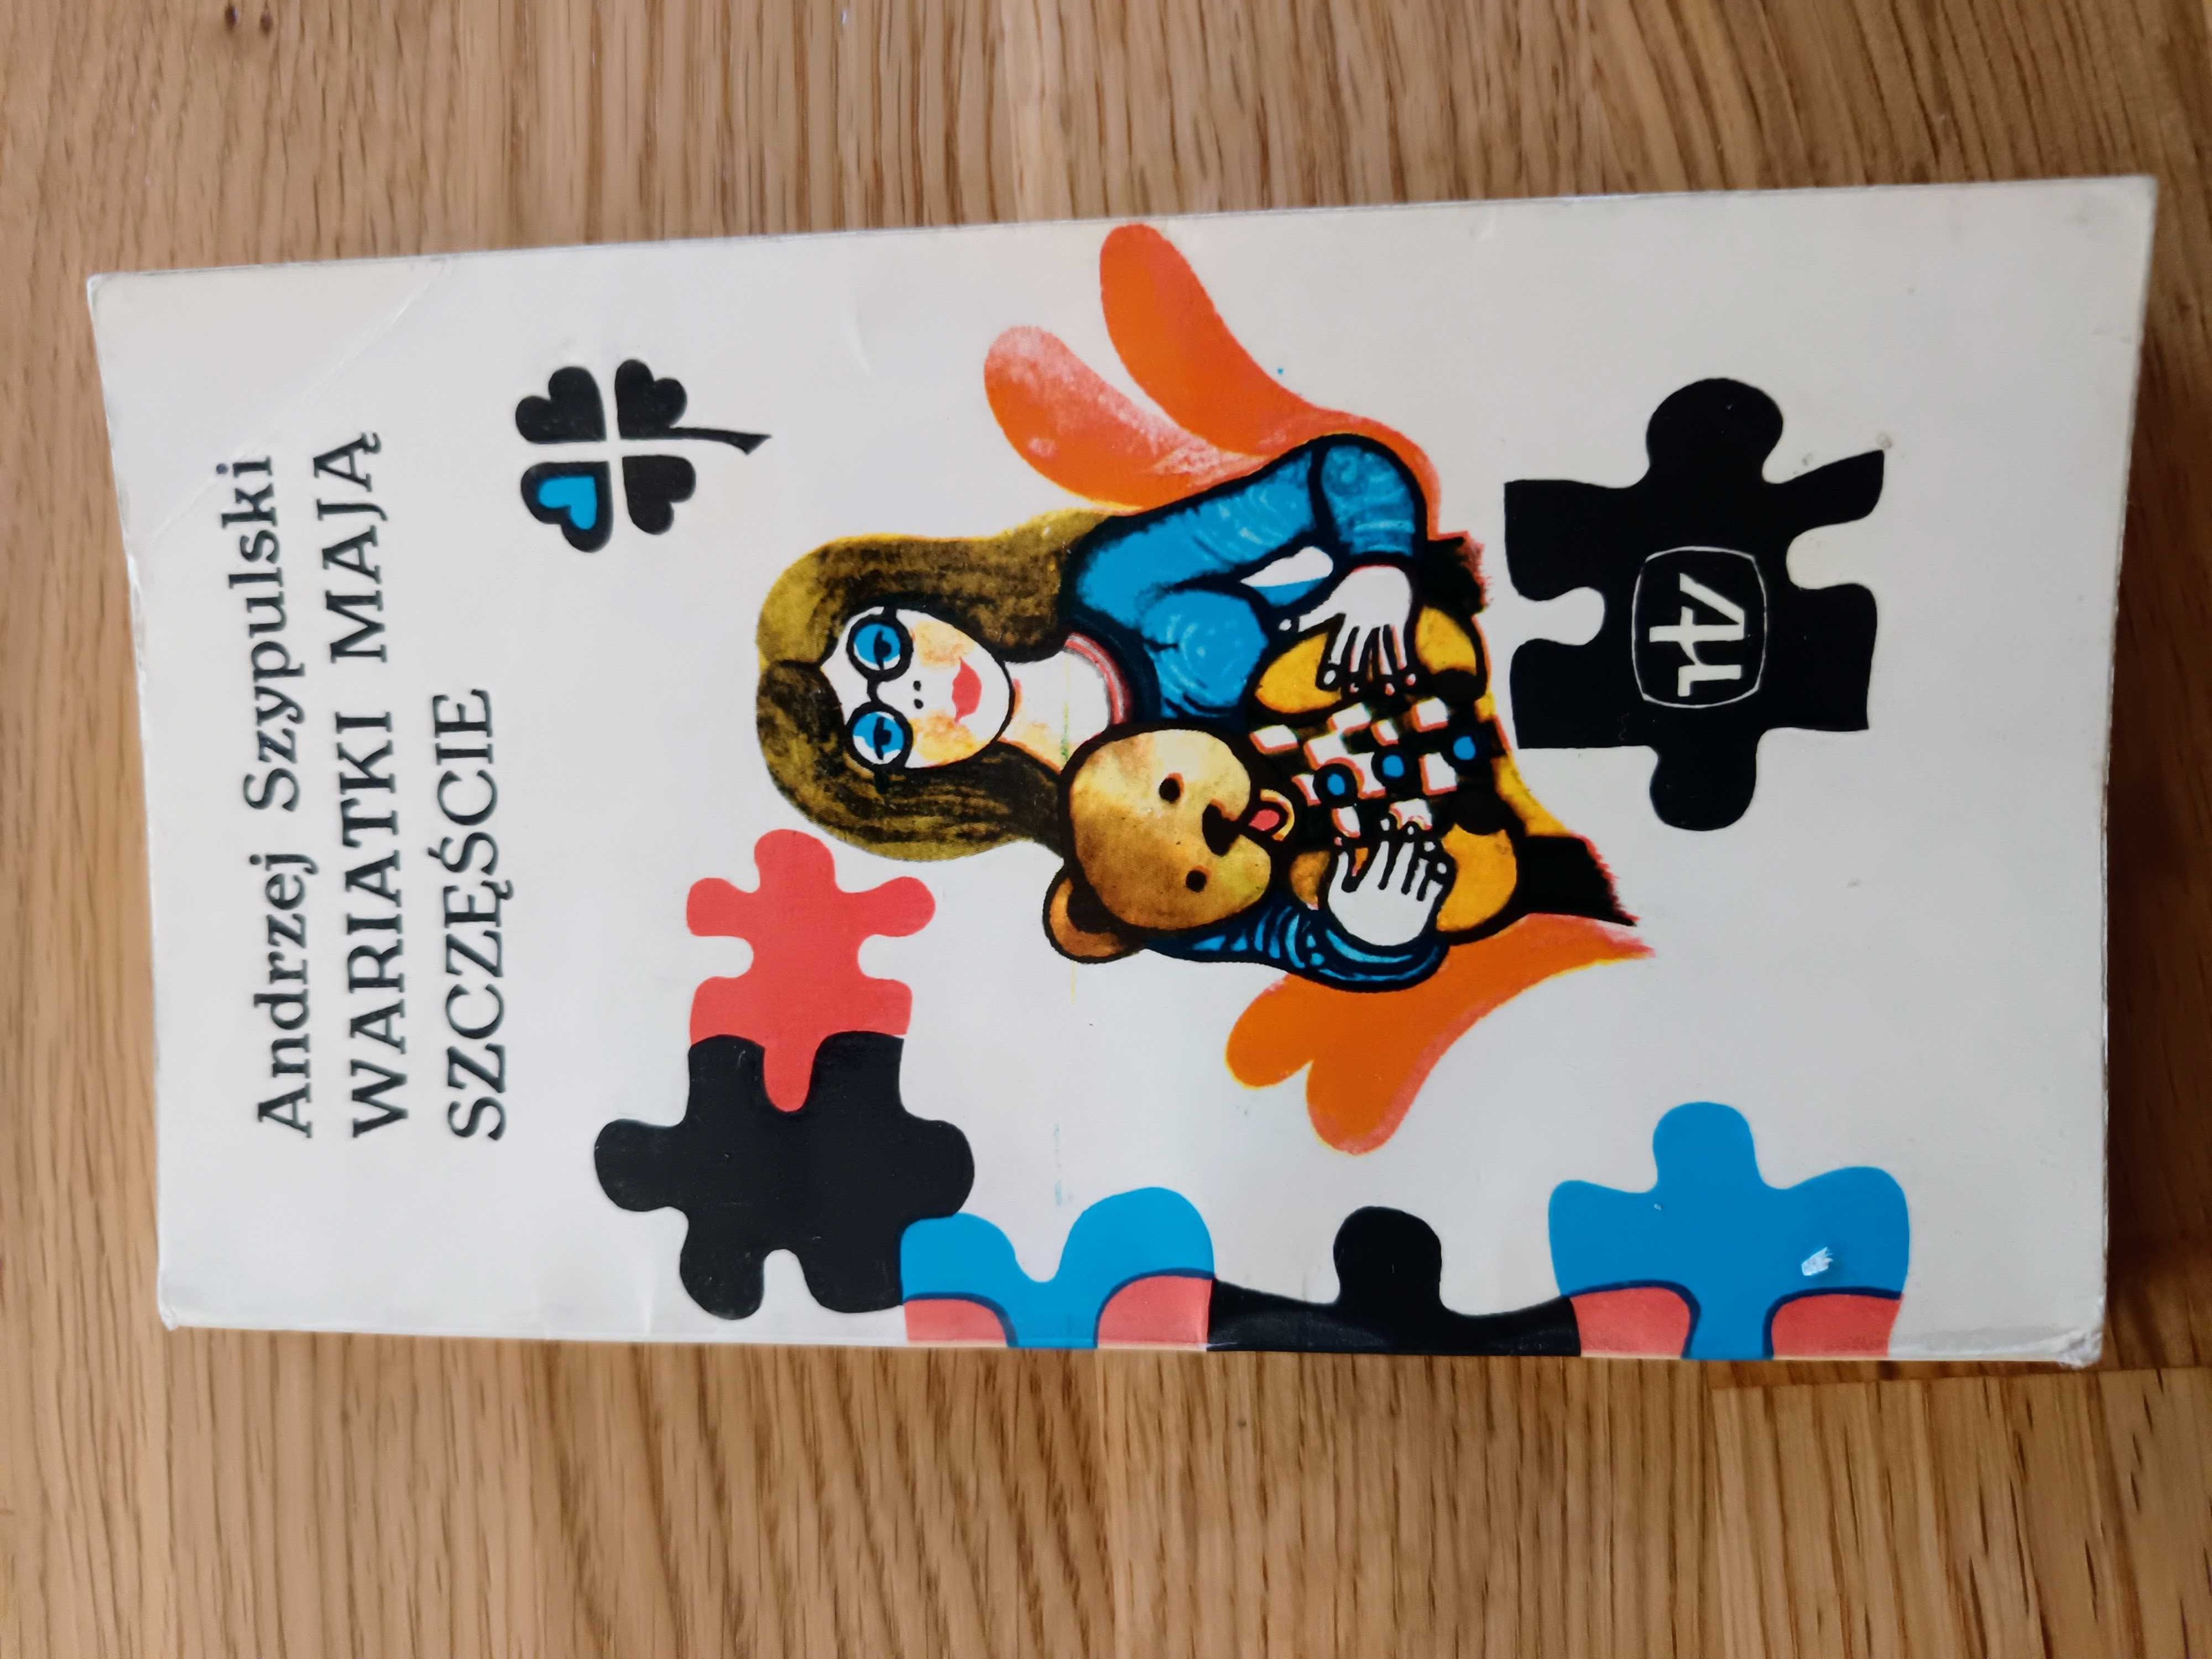 Andrzej Szypulski
WARIATKI MAJĄ
SZCZĘŚCIE